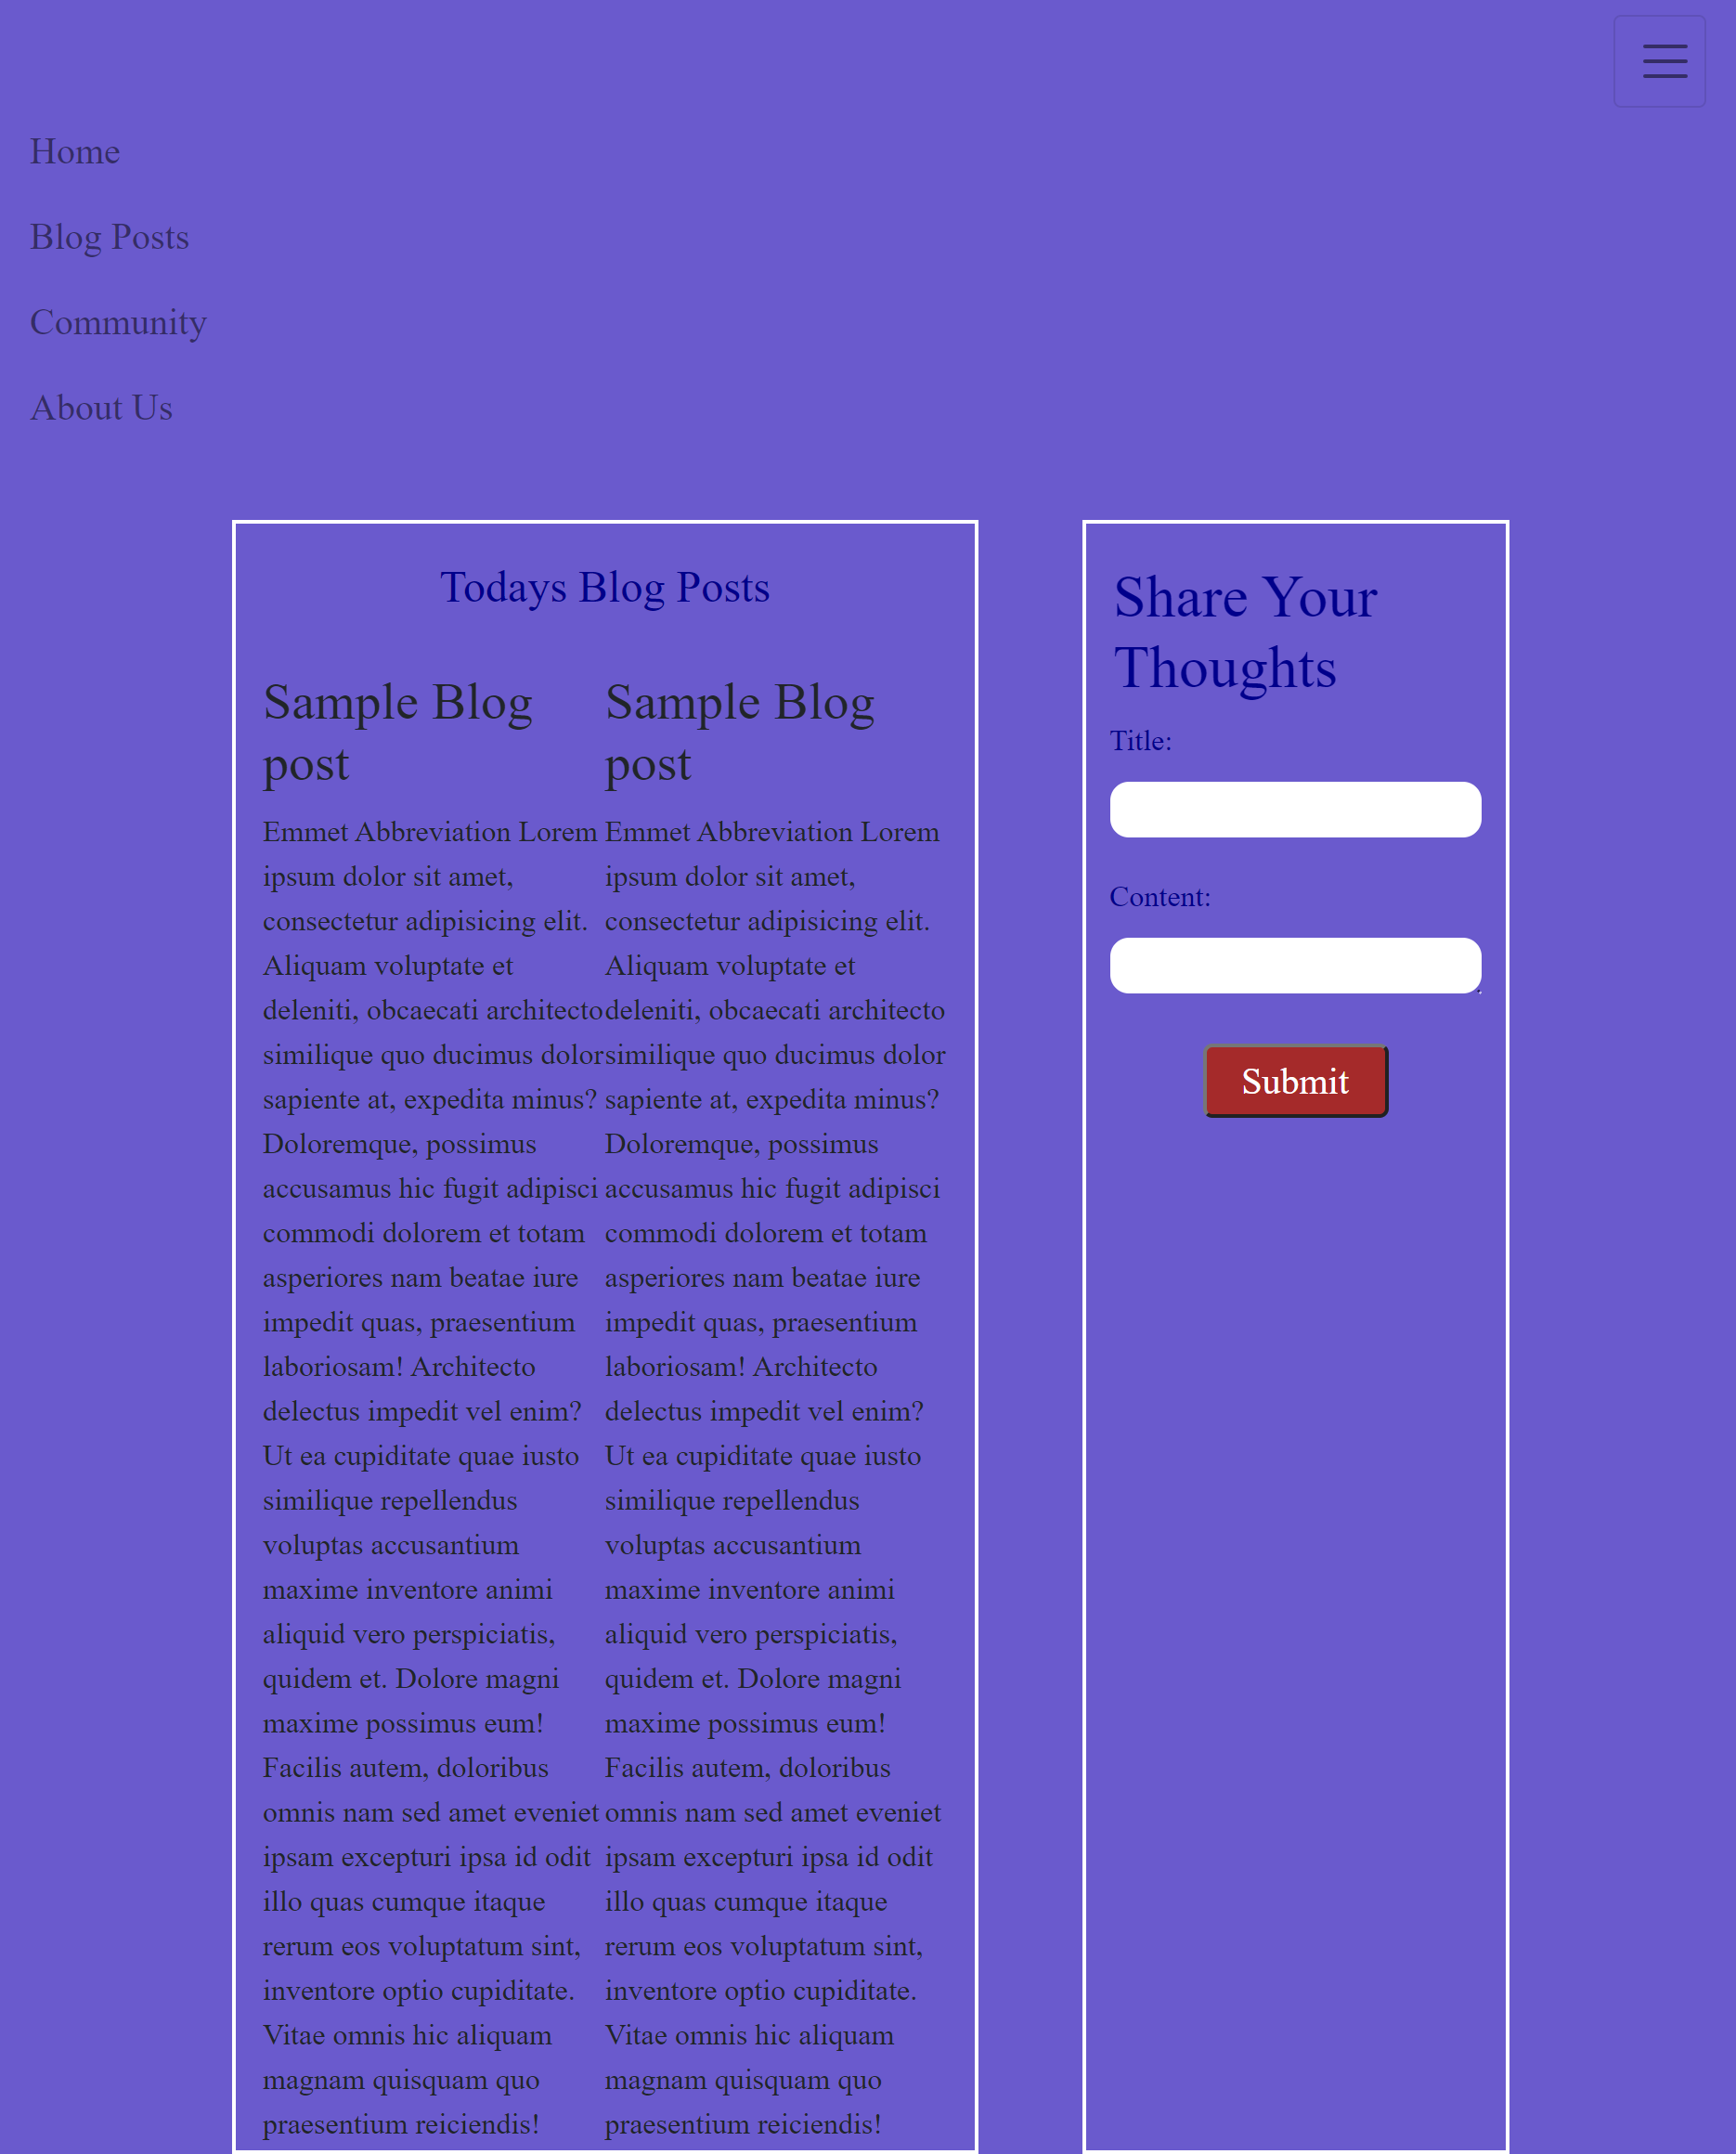 Home
Blog Posts
Community
About Us
Todays Blog Posts
Sample Blog
post
Emmet Abbreviation Lorem
ipsum dolor sit amet,
consectetur adipisicing elit.
Aliquam voluptate et
deleniti, obcaecati architecto
similique quo ducimus dolor
sapiente at, expedita minus?
Doloremque, possimus
accusamus hic fugit adipisci
commodi dolorem et totam
asperiores nam beatae iure
impedit quas, praesentium
laboriosam! Architecto
delectus impedit vel enim?
Ut ea cupiditate quae iusto
similique repellendus
voluptas accusantium
maxime inventore animi
aliquid vero perspiciatis,
quidem et. Dolore magni
maxime possimus eum!
Facilis autem, doloribus
omnis nam sed amet eveniet
ipsam excepturi ipsa id odit
illo quas cumque itaque
rerum eos voluptatum sint,
inventore optio cupiditate.
Vitae omnis hic aliquam
magnam quisquam quo
praesentium reiciendis!
Sample Blog
post
Emmet Abbreviation Lorem
ipsum dolor sit amet,
consectetur adipisicing elit.
Aliquam voluptate et
deleniti, obcaecati architecto
similique quo ducimus dolor
sapiente at, expedita minus?
Doloremque, possimus
accusamus hic fugit adipisci
commodi dolorem et totam
asperiores nam beatae iure
impedit quas, praesentium
laboriosam! Architecto
delectus impedit vel enim?
Ut ea cupiditate quae iusto
similique repellendus
voluptas accusantium
maxime inventore animi
aliquid vero perspiciatis,
quidem et. Dolore magni
maxime possimus eum!
Facilis autem, doloribus
omnis nam sed amet eveniet
ipsam excepturi ipsa id odit
illo quas cumque itaque
rerum eos voluptatum sint,
inventore optio cupiditate.
Vitae omnis hic aliquam
magnam quisquam quo
praesentium reiciendis!
Share Your
Thoughts
Title:
Content:
Submit